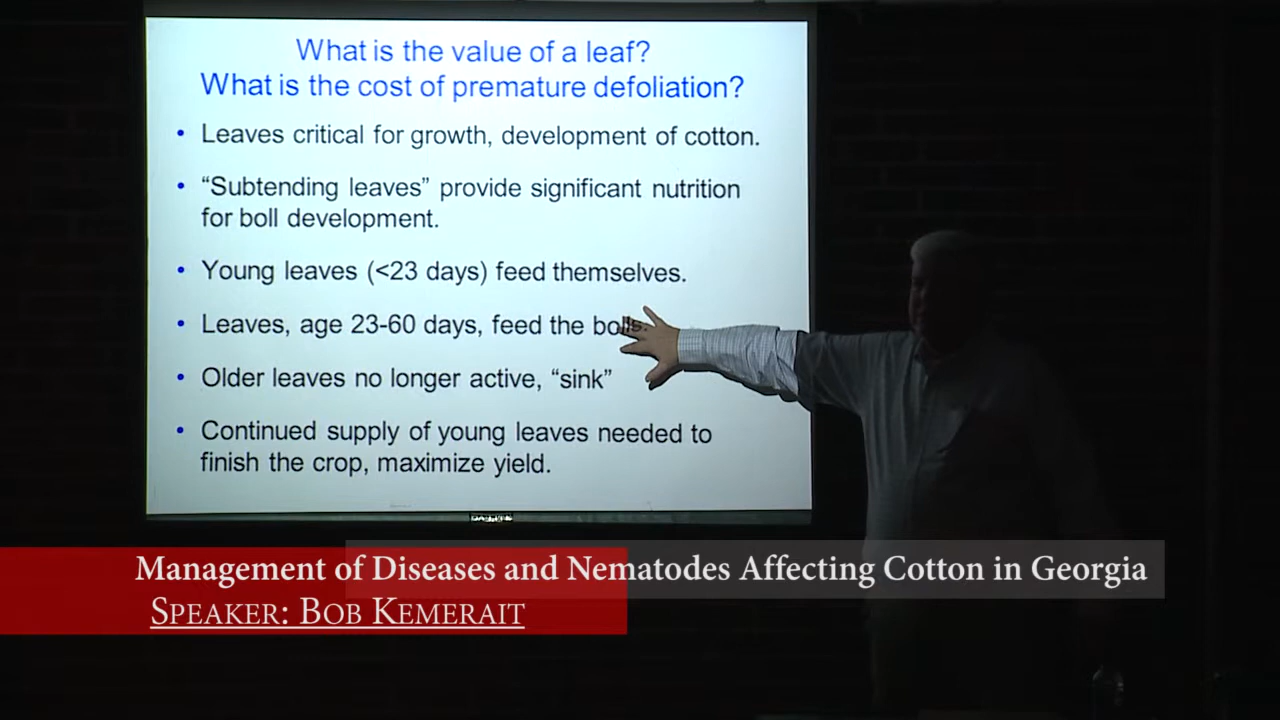 What is the value of a leaf?
What is the cost of premature defoliation?
• Leaves critical for growth, development of cotton.
• “Subtending leaves” provide significant nutrition
for boll development.
• Young leaves (<23 days) feed themselves.
• Leaves, age 23-60 days, feed the bolls.
• Older leaves no longer active, “sink”
• Continued supply of young leaves needed to
finish the crop, maximize yield.
Management of Diseases and Nematodes Affecting Cotton in Georgia
SPEAKER: BOB KEMERAIT